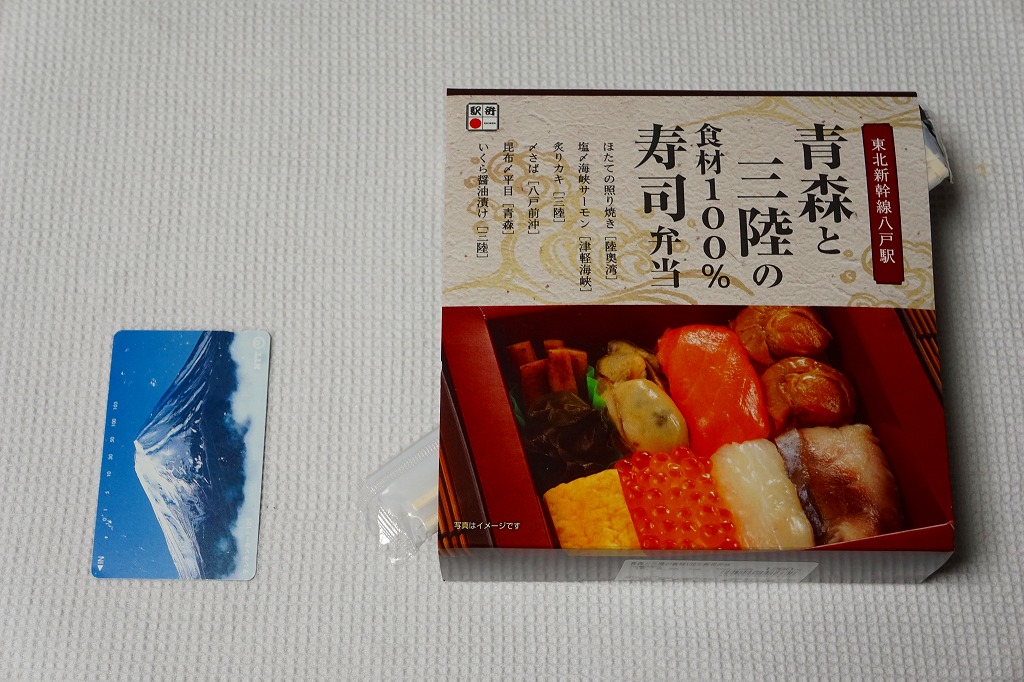 東北新幹線八戸駅
青森と
三陸の
食材100%
寿司弁当
ほたての照り焼き［陸奥湾］
塩〆海峡サーモン［津軽海峡］
炙りカキ［三陸］
〆さば［八戸前沖］
昆布〆平目［青森］
いくら醤油漬け［三陸］
駅弁
写真はイメージです